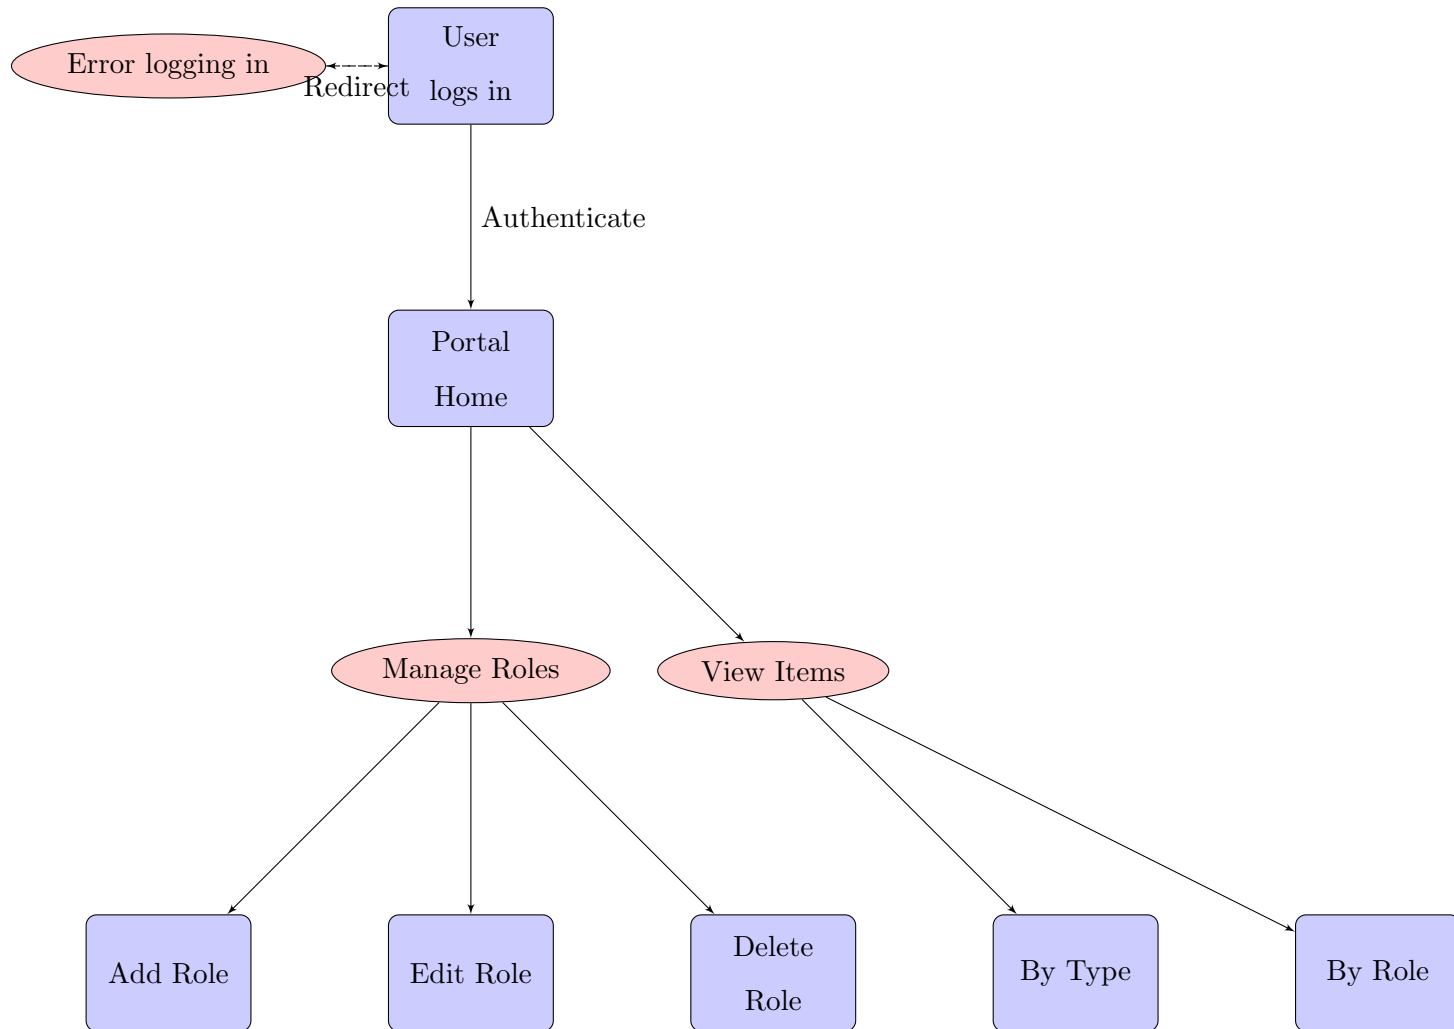 User
logs in
Error logging in
Redirect
Authenticate
Portal
Home
Manage Roles
View Items
Add Role
Edit Role
Delete
Role
By Type
By Role